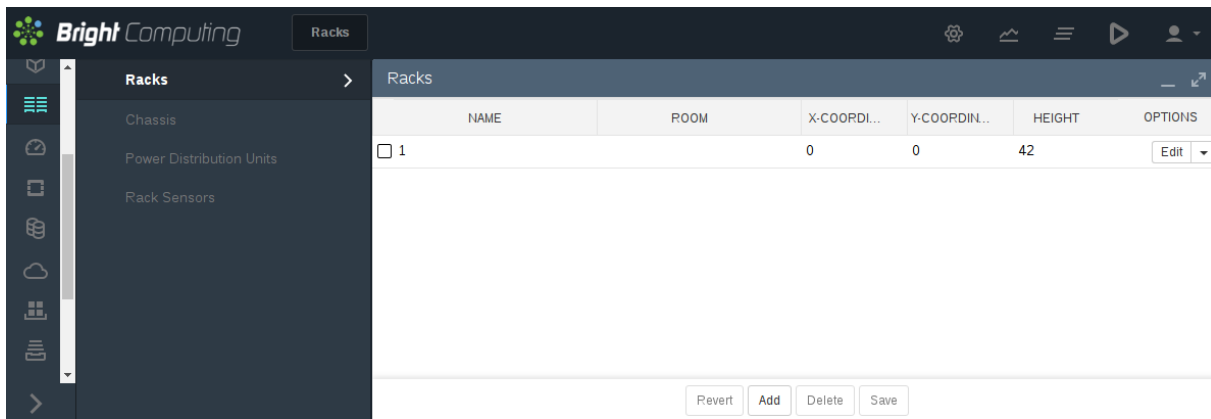 Bright Computing
Racks
Racks
Chassis
Power Distribution Units
Rack Sensors
Racks
NAME ROOM X-COORDI... Y-COORDIN... HEIGHT OPTIONS
1 0 0 42 Edit
Revert Add Delete Save